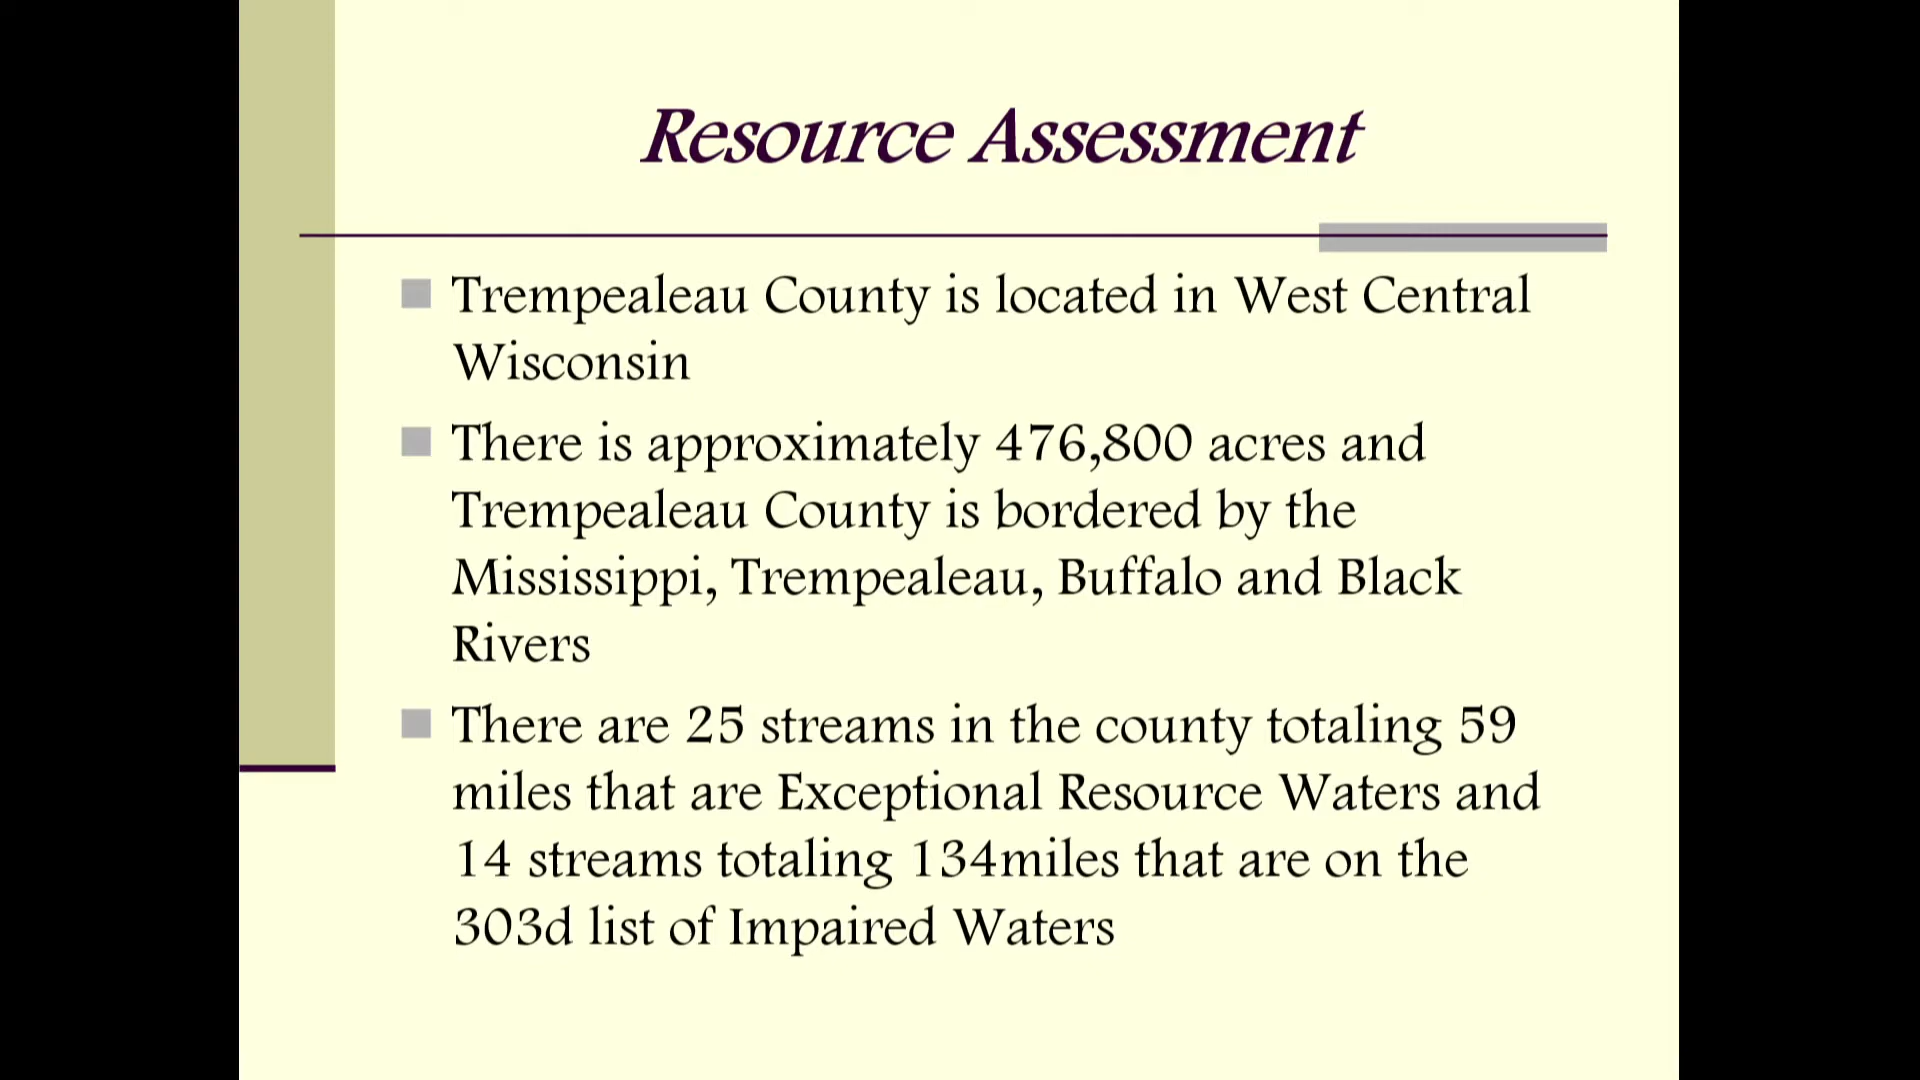 Resource Assessment
Trempealeau County is located in West Central
Wisconsin
There is approximately 476,800 acres and
Trempealeau County is bordered by the
Mississippi, Trempealeau, Buffalo and Black
Rivers
There are 25 streams in the county totaling 59
miles that are Exceptional Resource Waters and
14 streams totaling 134miles that are on the
303d list of Impaired Waters